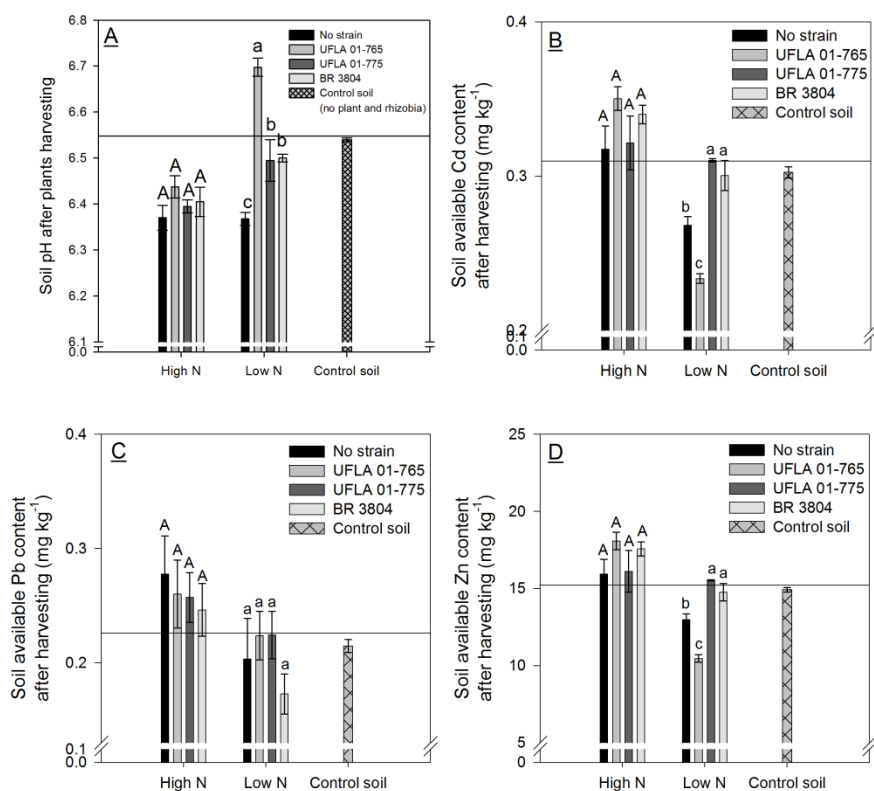 A
No strain
UFLA 01-765
UFLA 01-775
BR 3804
Control soil
(no plant and rhizobia)
Soil pH after plants harvesting
6.8
6.7
6.6
6.5
6.4
6.3
6.2
6.1
0.0
A
A
A
A
c
a
b
b
High N
Low N
Control soil
B
No strain
UFLA 01-765
UFLA 01-775
BR 3804
Control soil
Soil available Cd content
after harvesting (mg kg-1)
0.4
0.3
0.2
0.1
0.0
A
A
A
A
b
c
a
a
High N
Low N
Control soil
C
No strain
UFLA 01-765
UFLA 01-775
BR 3804
Control soil
Soil available Pb content
after harvesting (mg kg-1)
0.4
0.3
0.2
0.1
0.0
A
A
A
A
a
a
a
a
High N
Low N
Control soil
D
No strain
UFLA 01-765
UFLA 01-775
BR 3804
Control soil
Soil available Zn content
after harvesting (mg kg-1)
25
20
15
10
5
0
A
A
A
A
b
c
a
a
High N
Low N
Control soil